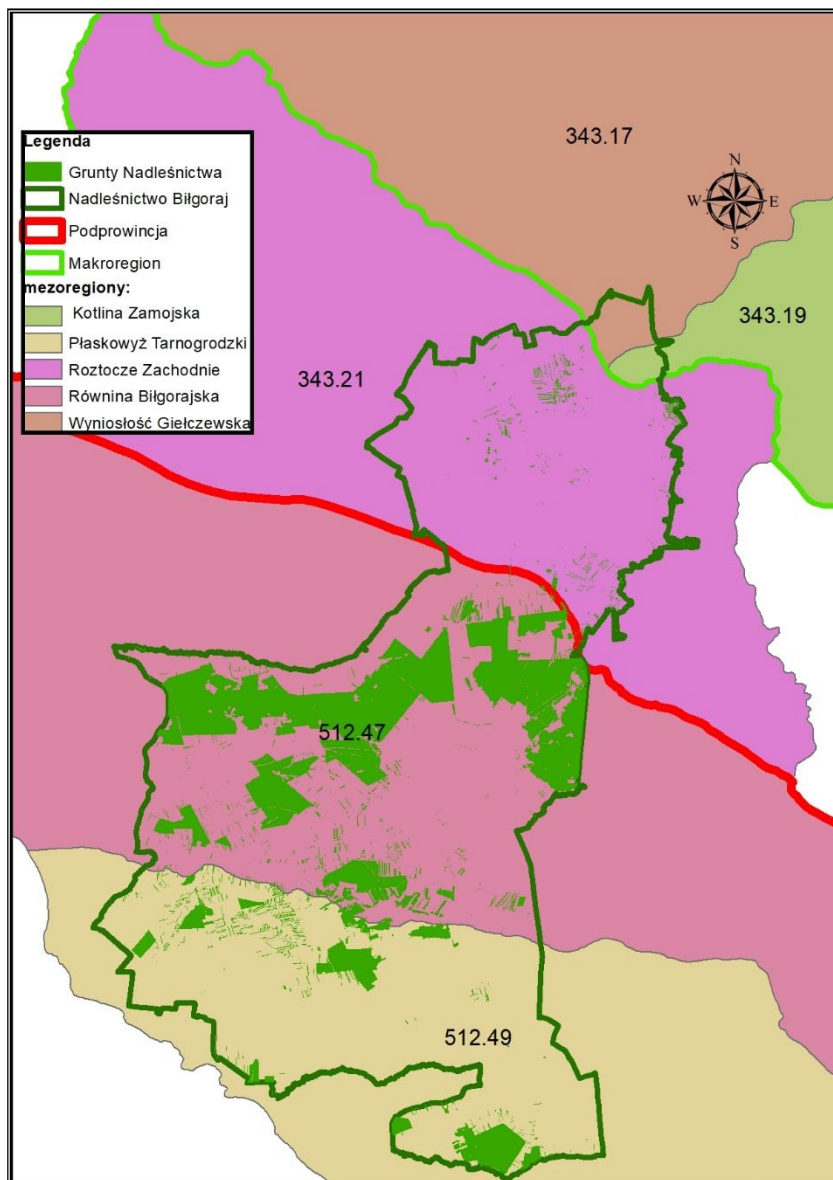 343.17
N
W E
S
Legenda
Grunty Nadleśnictwa
Nadleśnictwo Biłgoraj
Podprowincja
Makroregion
mezoregiony:
Kotlina Zamojska
Płaskowyż Tarnogrodzki
Roztocze Zachodnie
Równina Biłgorajska
Wyniosłość Giełczewska
343.19
343.21
512.47
512.49